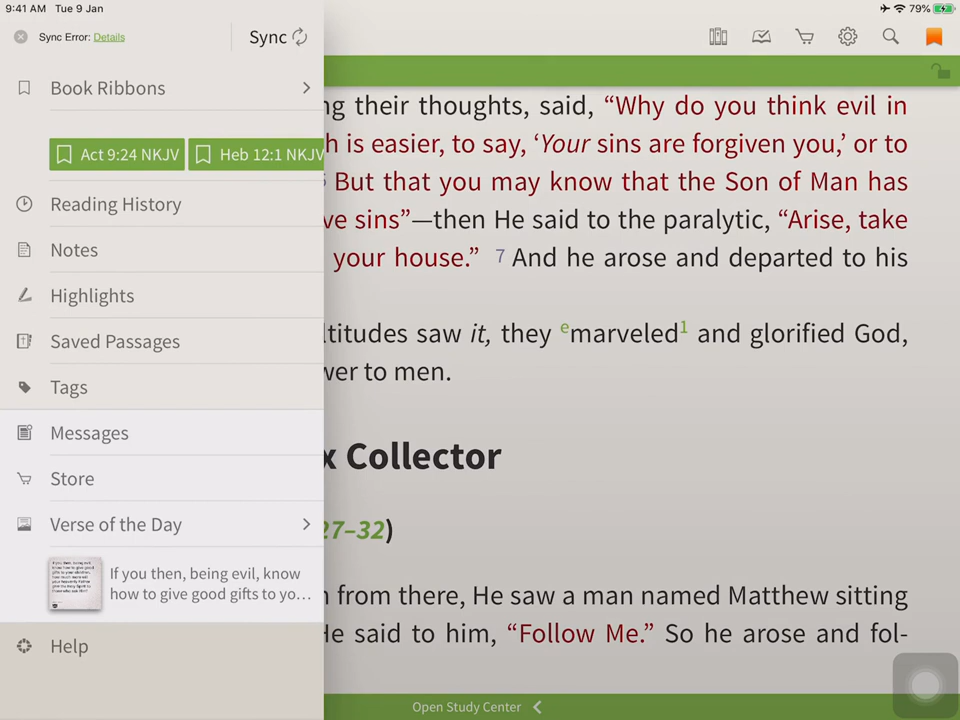 9:41 AM Tue 9 Jan
79%
Sync Error: Details
Sync
Book Ribbons
Act 9:24 NKJV
Heb 12:1 NKJV
Reading History
Notes
Highlights
Saved Passages
Tags
Messages
Store
Verse of the Day
If you then, being evil, know
how to give good gifts to yo…
Help
ng their thoughts, said, “Why do you think evil in
h is easier, to say, ‘Your sins are forgiven you,’ or to
6 But that you may know that the Son of Man has
ve sins”—then He said to the paralytic, “Arise, take
your house.” 7 And he arose and departed to his
ltitudes saw it, they emarveled1 and glorified God,
wer to men.
x Collector
27–32)
n from there, He saw a man named Matthew sitting
He said to him, “Follow Me.” So he arose and fol-
Open Study Center